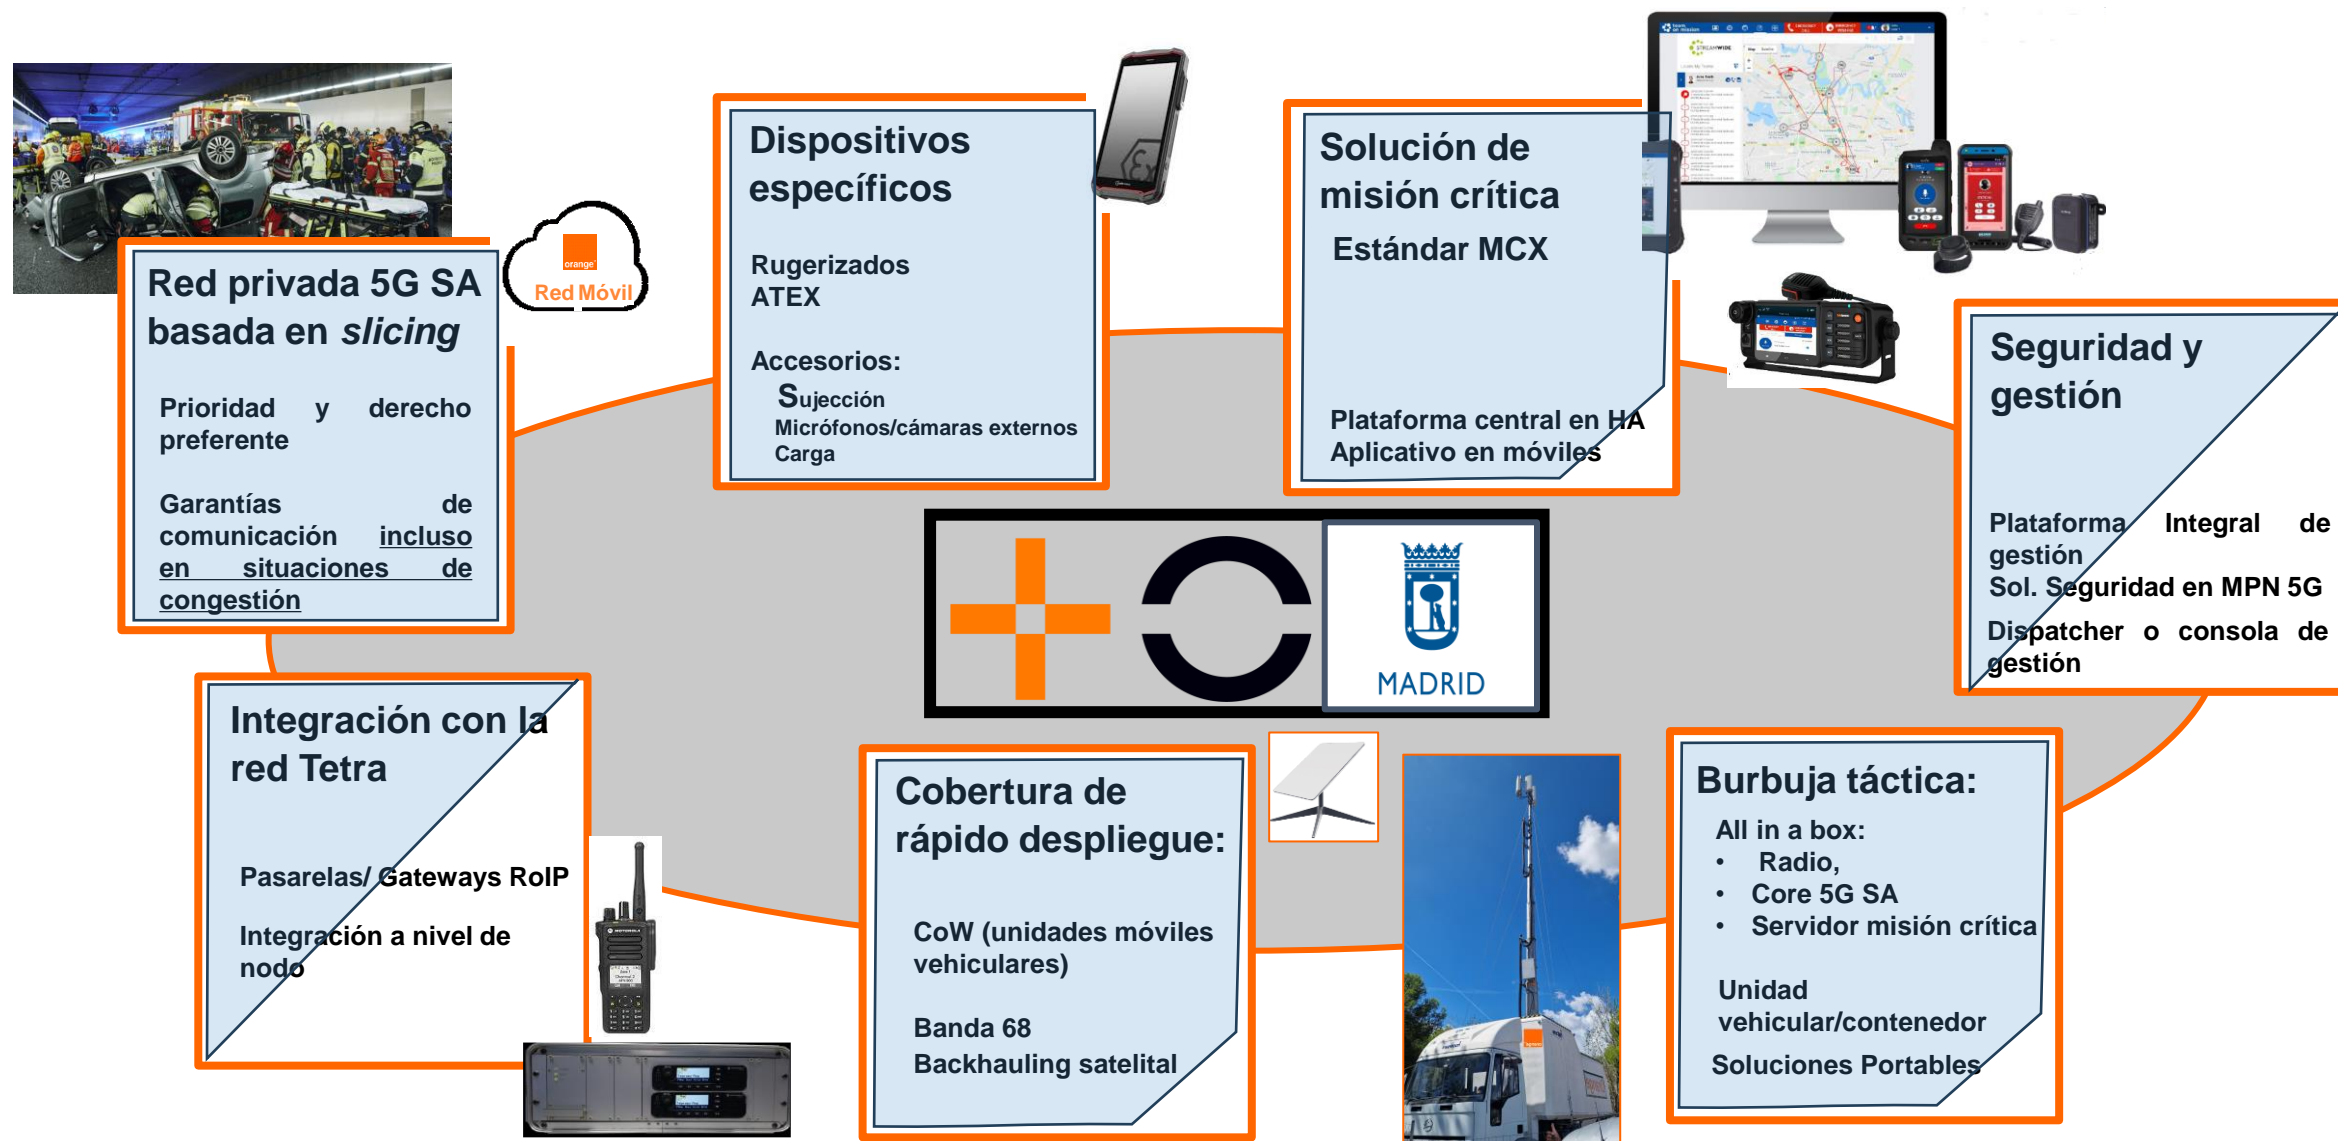 Dispositivos
específicos
Rugerizados
ATEX
Accesorios:
Sujección
Micrófonos/cámaras externos
Carga
Solución de
misión crítica
Estándar MCX
Plataforma central en HA
Aplicativo en móviles
STREAMWIDE
Red privada 5G SA
basada en slicing
Prioridad y derecho
preferente
Garantías de
comunicación incluso
en situaciones de
congestión
orange
Red Móvil
Seguridad y
gestión
Plataforma Integral de
gestión
Sol. Seguridad en MPN 5G
Dispatcher o consola de
gestión
MADRID
Integración con la
red Tetra
Pasarelas/ Gateways RoIP
Integración a nivel de
nodo
MOTOROLA
Cobertura de
rápido despliegue:
CoW (unidades móviles
vehiculares)
Banda 68
Backhauling satelital
Burbuja táctica:
All in a box:
• Radio,
• Core 5G SA
• Servidor misión crítica
Unidad
vehicular/contenedor
Soluciones Portables